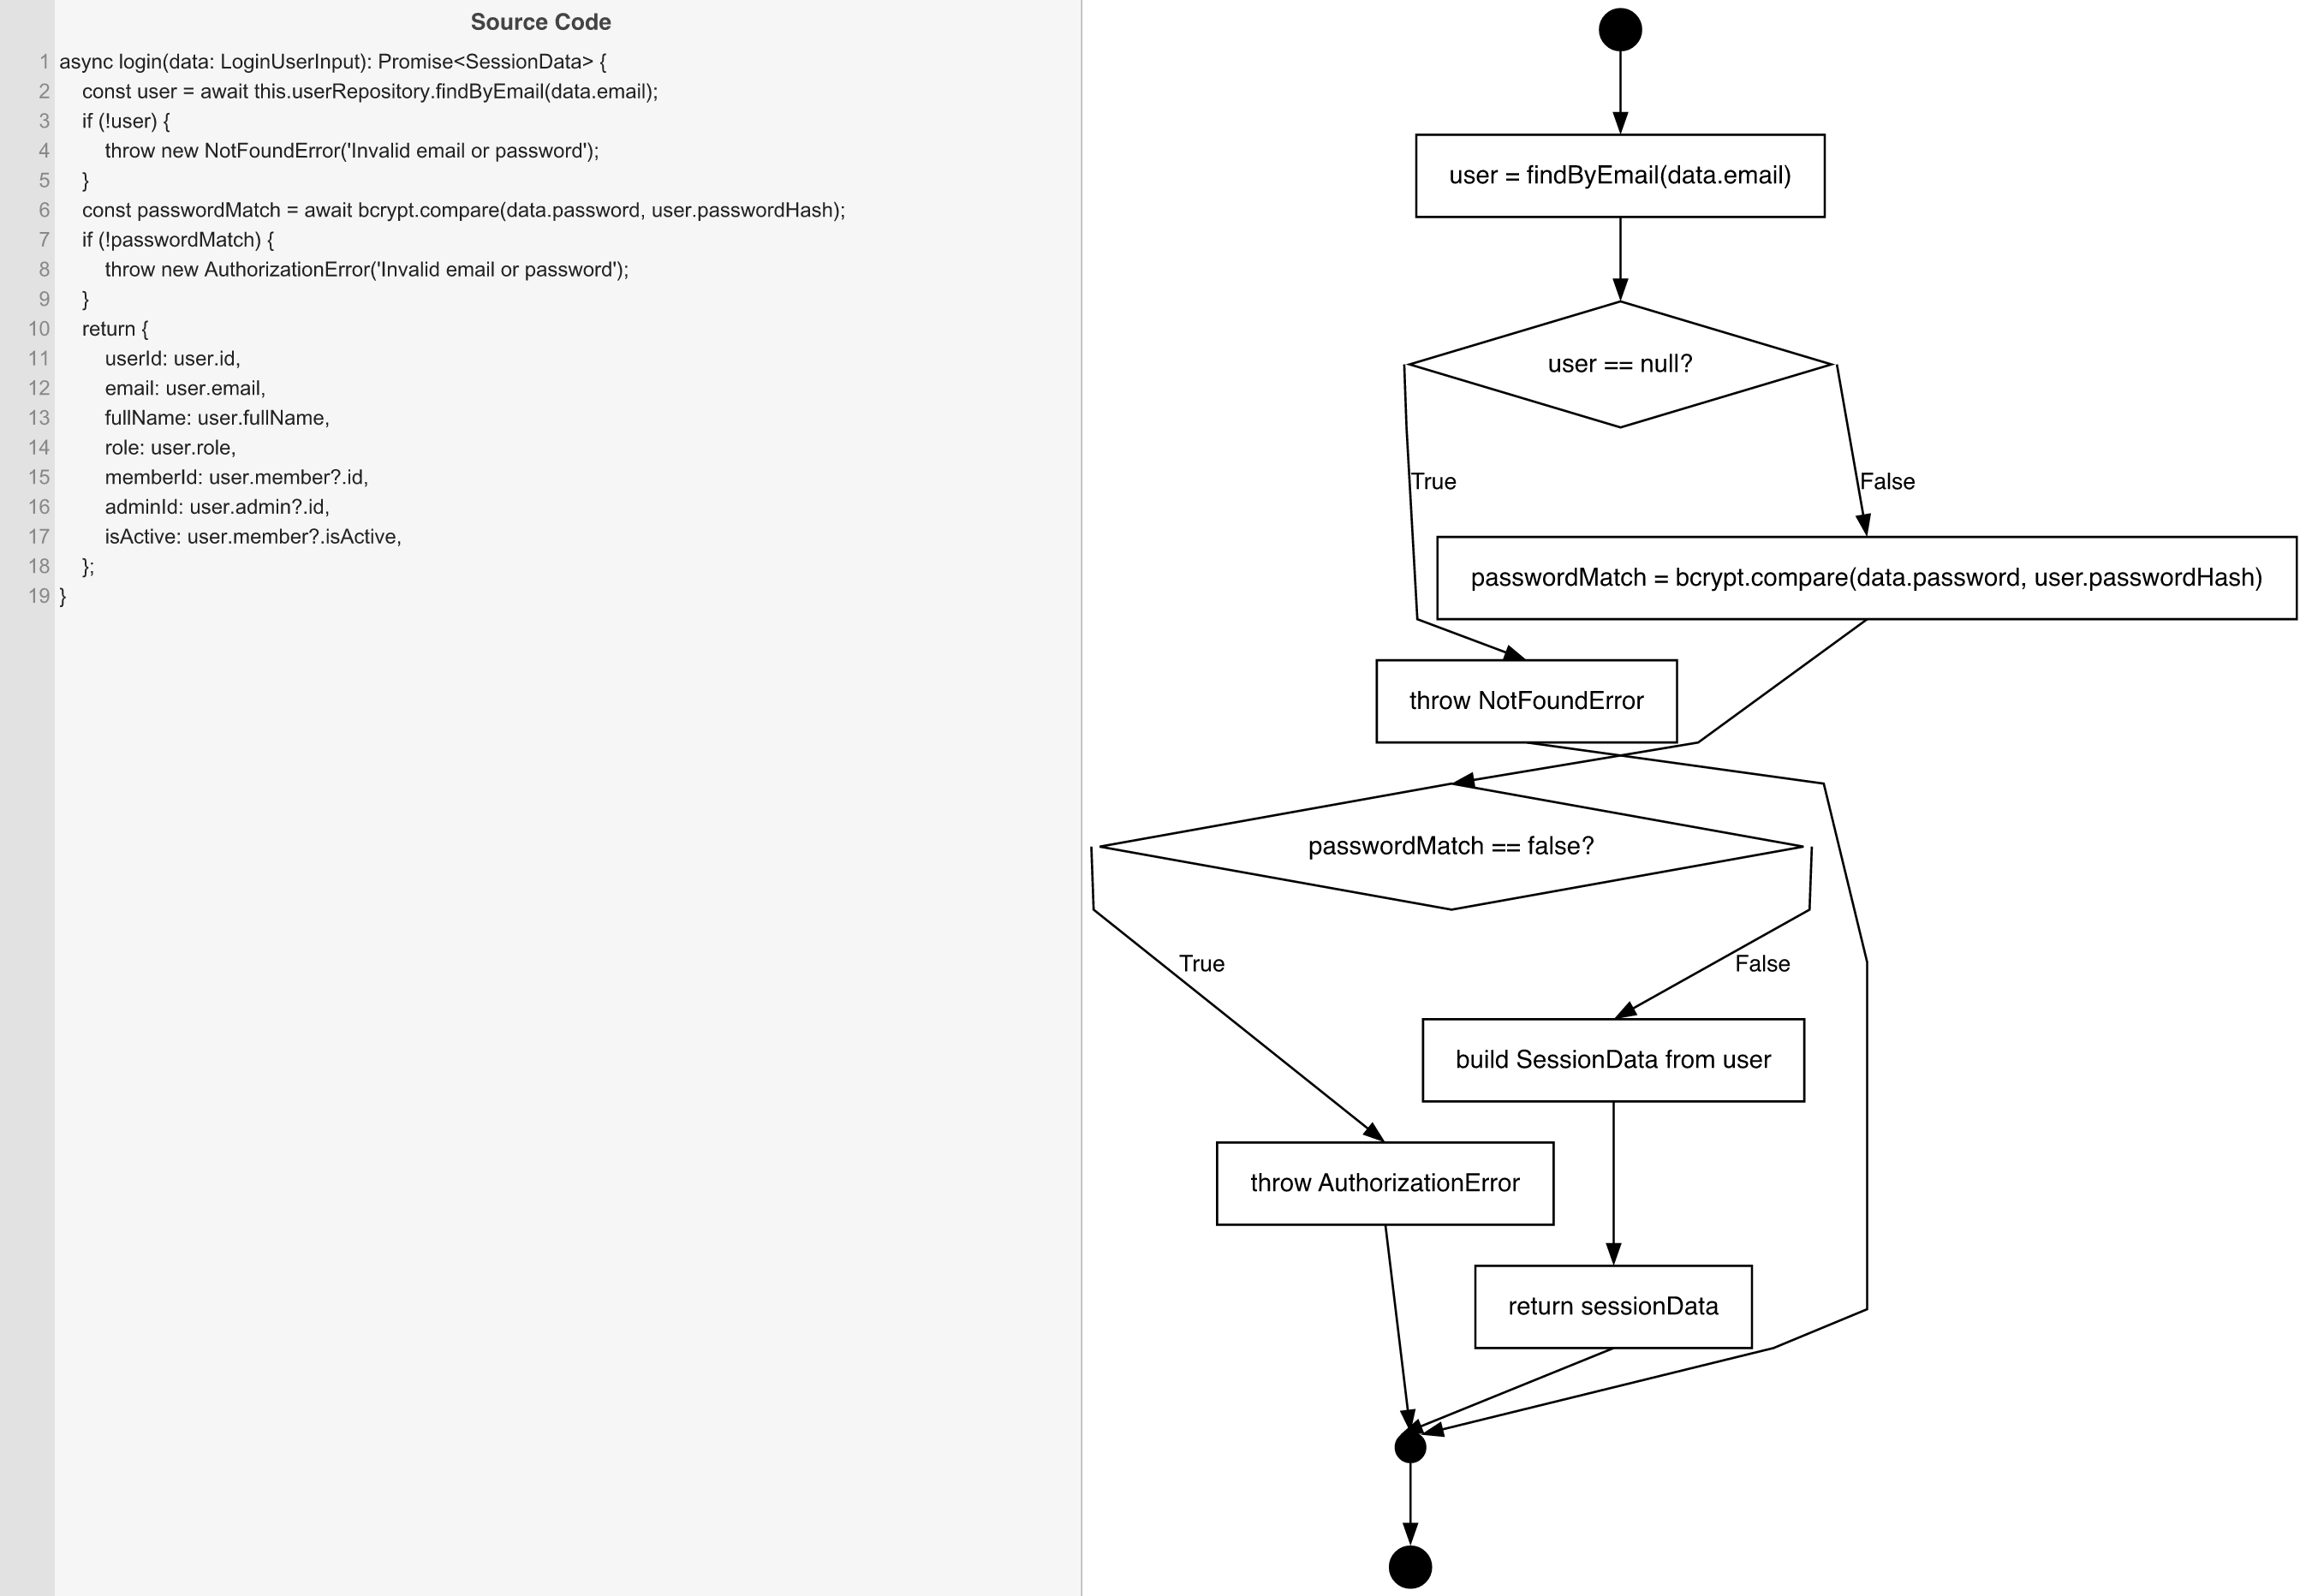 Source Code
1 async login(data: LoginUserInput): Promise<SessionData> {
2 const user = await this.userRepository.findByEmail(data.email);
3 if (!user) {
4 throw new NotFoundError('Invalid email or password');
5 }
6 const passwordMatch = await bcrypt.compare(data.password, user.passwordHash);
7 if (!passwordMatch) {
8 throw new AuthorizationError('Invalid email or password');
9 }
10 return {
11 userId: user.id,
12 email: user.email,
13 fullName: user.fullName,
14 role: user.role,
15 memberId: user.member?.id,
16 adminId: user.admin?.id,
17 isActive: user.member?.isActive,
18 };
19 }
user = findByEmail(data.email)
user == null?
True
False
passwordMatch = bcrypt.compare(data.password, user.passwordHash)
throw NotFoundError
passwordMatch == false?
True
False
build SessionData from user
throw AuthorizationError
return sessionData